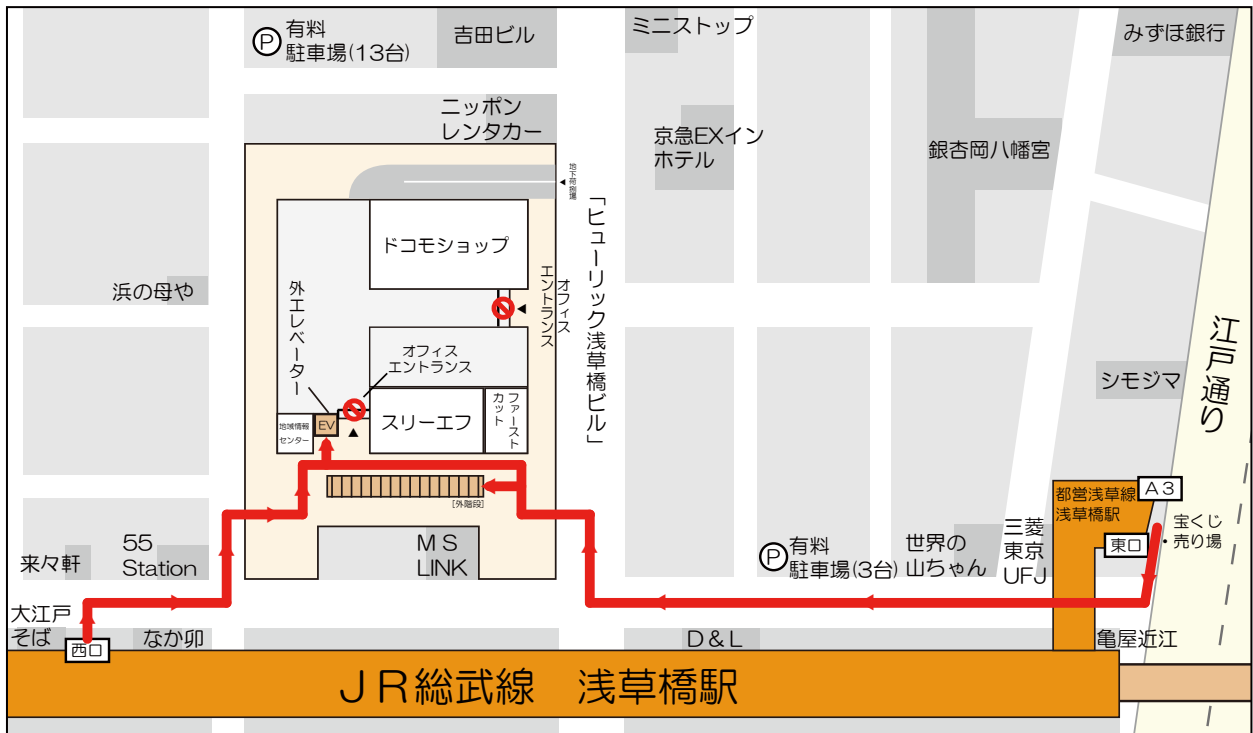 Ⓟ有料
駐車場(13台)
吉田ビル
ミニストップ
みずほ銀行
ニッポン
レンタカー
京急EXイン
ホテル
銀杏岡八幡宮
地下荷捌場
「ヒューリック浅草橋ビル」
ドコモショップ
オフィス
エントランス
浜の母や
外エレベーター
オフィス
エントランス
江戸通り
シモジマ
地域情報
センター
EV
スリーエフ
ファースト
カット
[外階段]
都営浅草線
浅草橋駅
A3
宝くじ
売り場
東口
来々軒
55
Station
MS
LINK
Ⓟ有料
駐車場(3台)
世界の
山ちゃん
三菱
東京
UFJ
大江戸
そば
西口
なか卯
D&L
亀屋近江
JR総武線 浅草橋駅